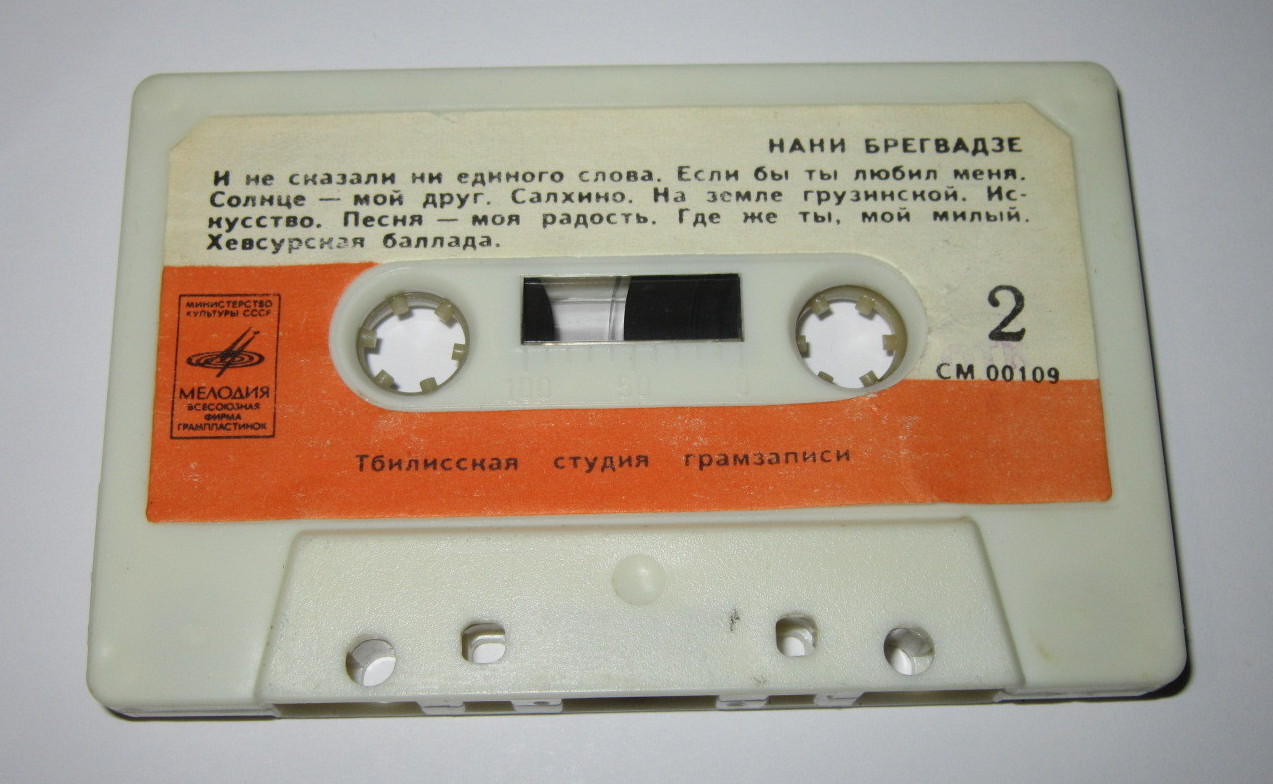 НАНИ БРЕГВАДЗЕ
И не сказали ни единого слова. Если бы ты любил меня.
Солнце — мой друг. Салхино. На земле грузинской. Ис-
кусство. Песня — моя радость. Где же ты, мой милый.
Хевсурская баллада.
2
СМ 00109
МИНИСТЕРСТВО
КУЛЬТУРЫ СССР
МЕЛОДИЯ
ВСЕСОЮЗНАЯ
ФИРМА
ГРАМПЛАСТИНОК
100 50 0
Тбилисская студия грамзаписи